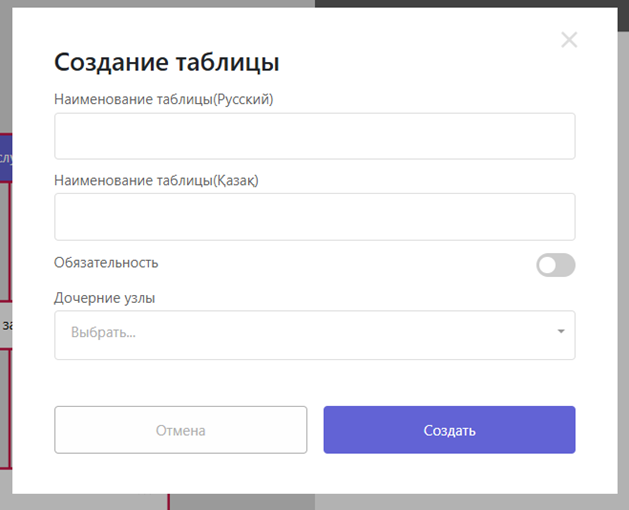 Создание таблицы
Наименование таблицы(Русский)
Наименование таблицы(Қазақ)
Обязательность
Дочерние узлы
Выбрать...
Отмена
Создать